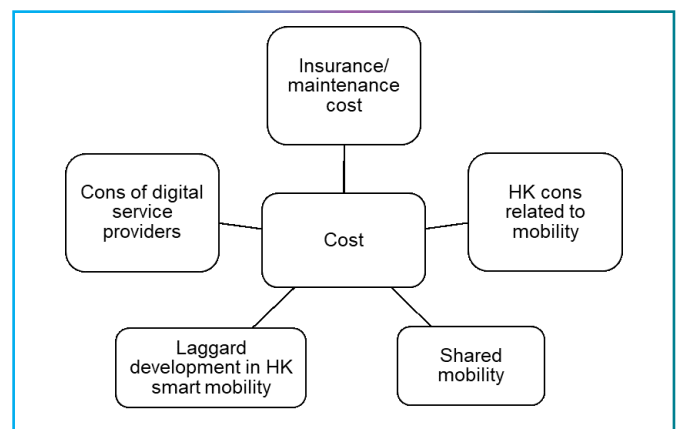 Insurance/
maintenance
cost
Cons of digital
service
providers
Cost
HK cons
related to
mobility
Laggard
development in HK
smart mobility
Shared
mobility